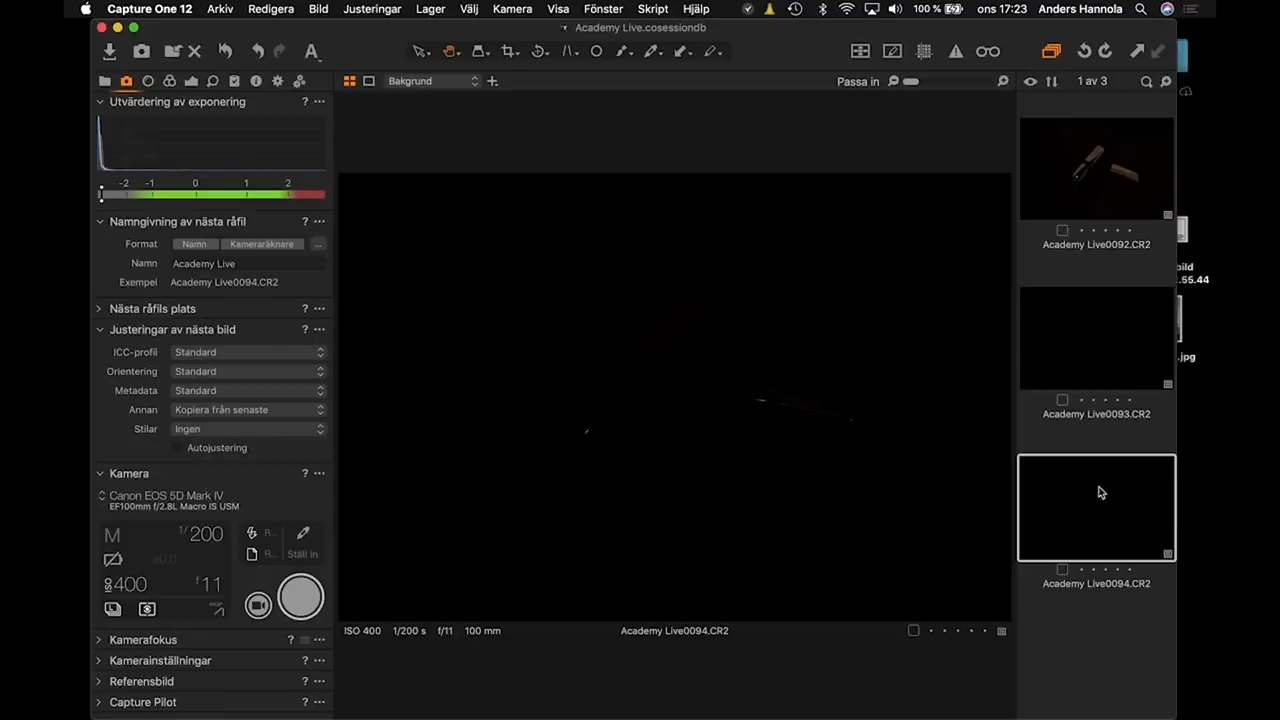 Capture One 12 Arkiv Redigera Bild Justeringar Lager Välj Kamera Visa Fönster Skript Hjälp 100 % ons 17:23 Anders Hannola
Academy Live.cosessiondb
Bakgrund
Passa in
1 av 3
Utvärdering av exponering ? ...
-2 -1 0 1 2
Namngivning av nästa råfil ? ...
Format Namn Kameraräknare ...
Namn Academy Live
Exempel Academy Live0094.CR2
Nästa råfils plats ? ...
Justeringar av nästa bild ? ...
ICC-profil Standard
Orientering Standard
Metadata Standard
Annan Kopiera från senaste
Stilar Ingen
Autojustering
Kamera ? ...
Canon EOS 5D Mark IV
EF100mm f/2.8L Macro IS USM
M 1/200 R...
±0.0 R... Ställ in
ISO 400 f 11
Kamerafokus ? ...
Kamerainställningar ? ...
Referensbild ? ...
Capture Pilot ? ...
ISO 400 1/200 s f/11 100 mm
Academy Live0094.CR2
Academy Live0092.CR2
Academy Live0093.CR2
Academy Live0094.CR2
bild
.55.44
.jpg